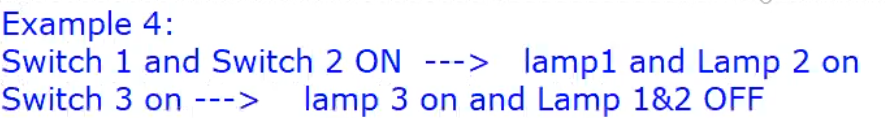 Example 4:
Switch 1 and Switch 2 ON ---> lamp1 and Lamp 2 on
Switch 3 on ---> lamp 3 on and Lamp 1&2 OFF